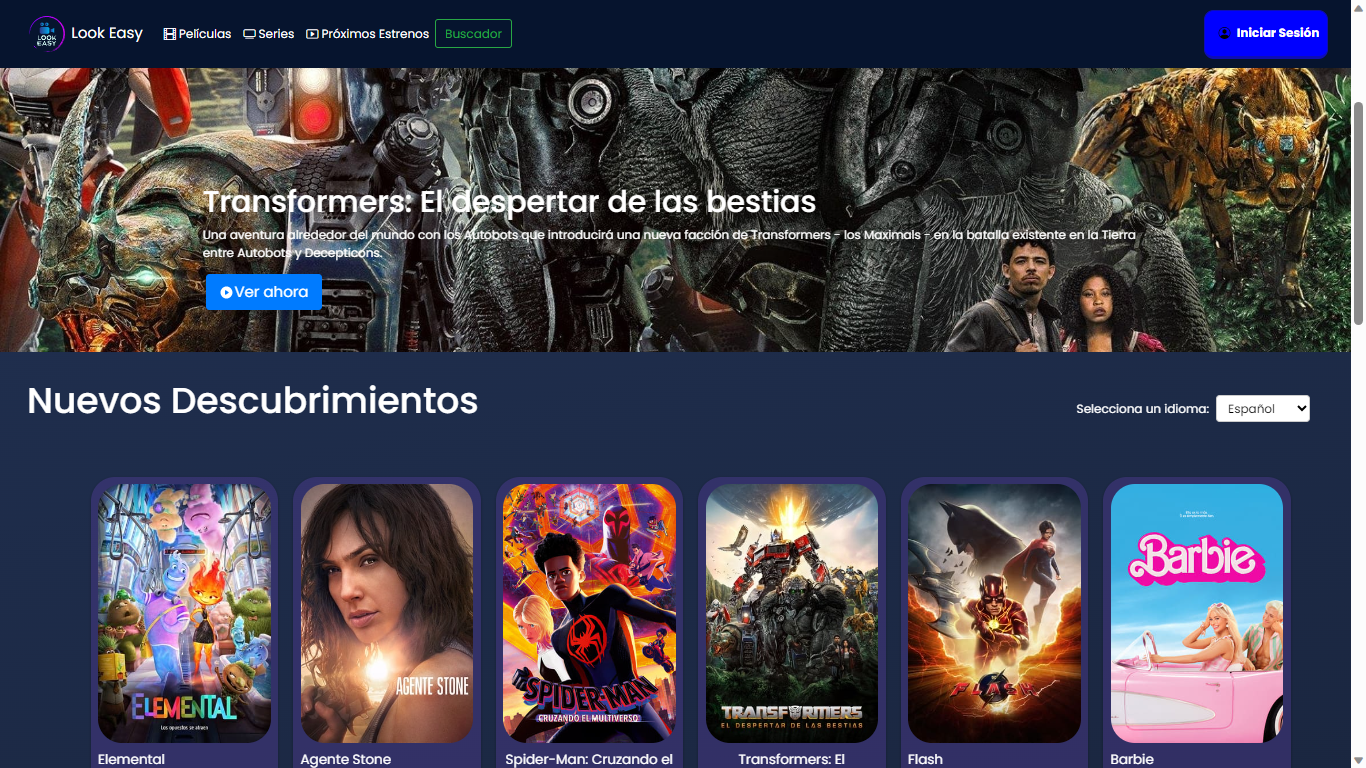 LOOK
EASY
Look Easy
Películas
Series
Próximos Estrenos
Buscador
Iniciar Sesión
Transformers: El despertar de las bestias
Una aventura alrededor del mundo con los Autobots que introducirá una nueva facción de Transformers - los Maximals - en la batalla existente en la Tierra
entre Autobots y Decepticons.
Ver ahora
Nuevos Descubrimientos
Selecciona un idioma:
Español
ELEMENTAL
Los opuestos se atraen
AGENTE STONE
SPIDER-MAN
CRUZANDO EL MULTIVERSO
TRANSFORMERS
EL DESPERTAR DE LAS BESTIAS
FLASH
Barbie
Elemental
Agente Stone
Spider-Man: Cruzando el
Transformers: El
Flash
Barbie